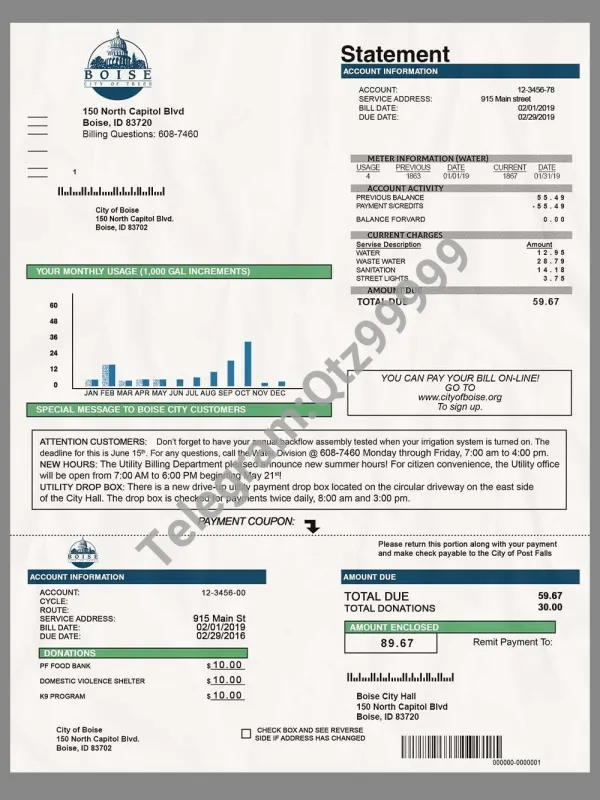 BOISE
CITY OF TREES
150 North Capitol Blvd
Boise, ID 83720
Billing Questions: 608-7460
1
City of Boise
150 North Capitol Blvd.
Boise, ID 83702
Statement
ACCOUNT INFORMATION
ACCOUNT: 12-3456-78
SERVICE ADDRESS: 915 Main street
BILL DATE: 02/01/2019
DUE DATE: 02/29/2019
METER INFORMATION (WATER)
USAGE PREVIOUS DATE CURRENT DATE
4 1863 01/01/19 1867 01/31/19
ACCOUNT ACTIVITY
PREVIOUS BALANCE 55.49
PAYMENT S/CREDITS -55.49
BALANCE FORVARD 0.00
CURRENT CHARGES
Servise Description Amount
WATER 12.95
WASTE WATER 28.79
SANITATION 14.18
STREET LIGHTS 3.75
AMOUNT DUE
TOTAL DUE 59.67
YOUR MONTHLY USAGE (1,000 GAL INCREMENTS)
60
48
36
24
12
0
JAN FEB MAR APR MAY JUN JUL AUG SEP OCT NOV DEC
YOU CAN PAY YOUR BILL ON-LINE!
GO TO
www.cityofboise.org
To sign up.
SPECIAL MESSAGE TO BOISE CITY CUSTOMERS
ATTENTION CUSTOMERS: Don't forget to have your annual backflow assembly tested when your irrigation system is turned on. The
deadline for this is June 15th. For any questions, call the Water Division @ 608-7460 Monday through Friday, 7:00 am to 4:00 pm.
NEW HOURS: The Utility Billing Department pleased announce new summer hours! For citizen convenience, the Utility office
will be open from 7:00 AM to 6:00 PM beginning May 21st!
UTILITY DROP BOX: There is a new drive-up utility payment drop box located on the circular driveway on the east side
of the City Hall. The drop box is checked for payments twice daily, 8:00 am and 3:00 pm.
Telegram:Qtz99999
PAYMENT COUPON:
Please return this portion along with your payment
and make check payable to the City of Post Falls
BOISE
ACCOUNT INFORMATION
ACCOUNT: 12-3456-00
CYCLE:
ROUTE:
SERVICE ADDRESS: 915 Main St
BILL DATE: 02/01/2019
DUE DATE: 02/29/2016
DONATIONS
PF FOOD BANK $ 10.00
DOMESTIC VIOLENCE SHELTER $ 10.00
K9 PROGRAM $ 10.00
City of Boise
150 North Capitol Blvd.
Boise, ID 83702
CHECK BOX AND SEE REVERSE
SIDE IF ADDRESS HAS CHANGED
AMOUNT DUE
TOTAL DUE 59.67
TOTAL DONATIONS 30.00
AMOUNT ENCLOSED
89.67 Remit Payment To:
Boise City Hall
150 North Capitol Blvd
Boise, ID 83720
000000-0000001